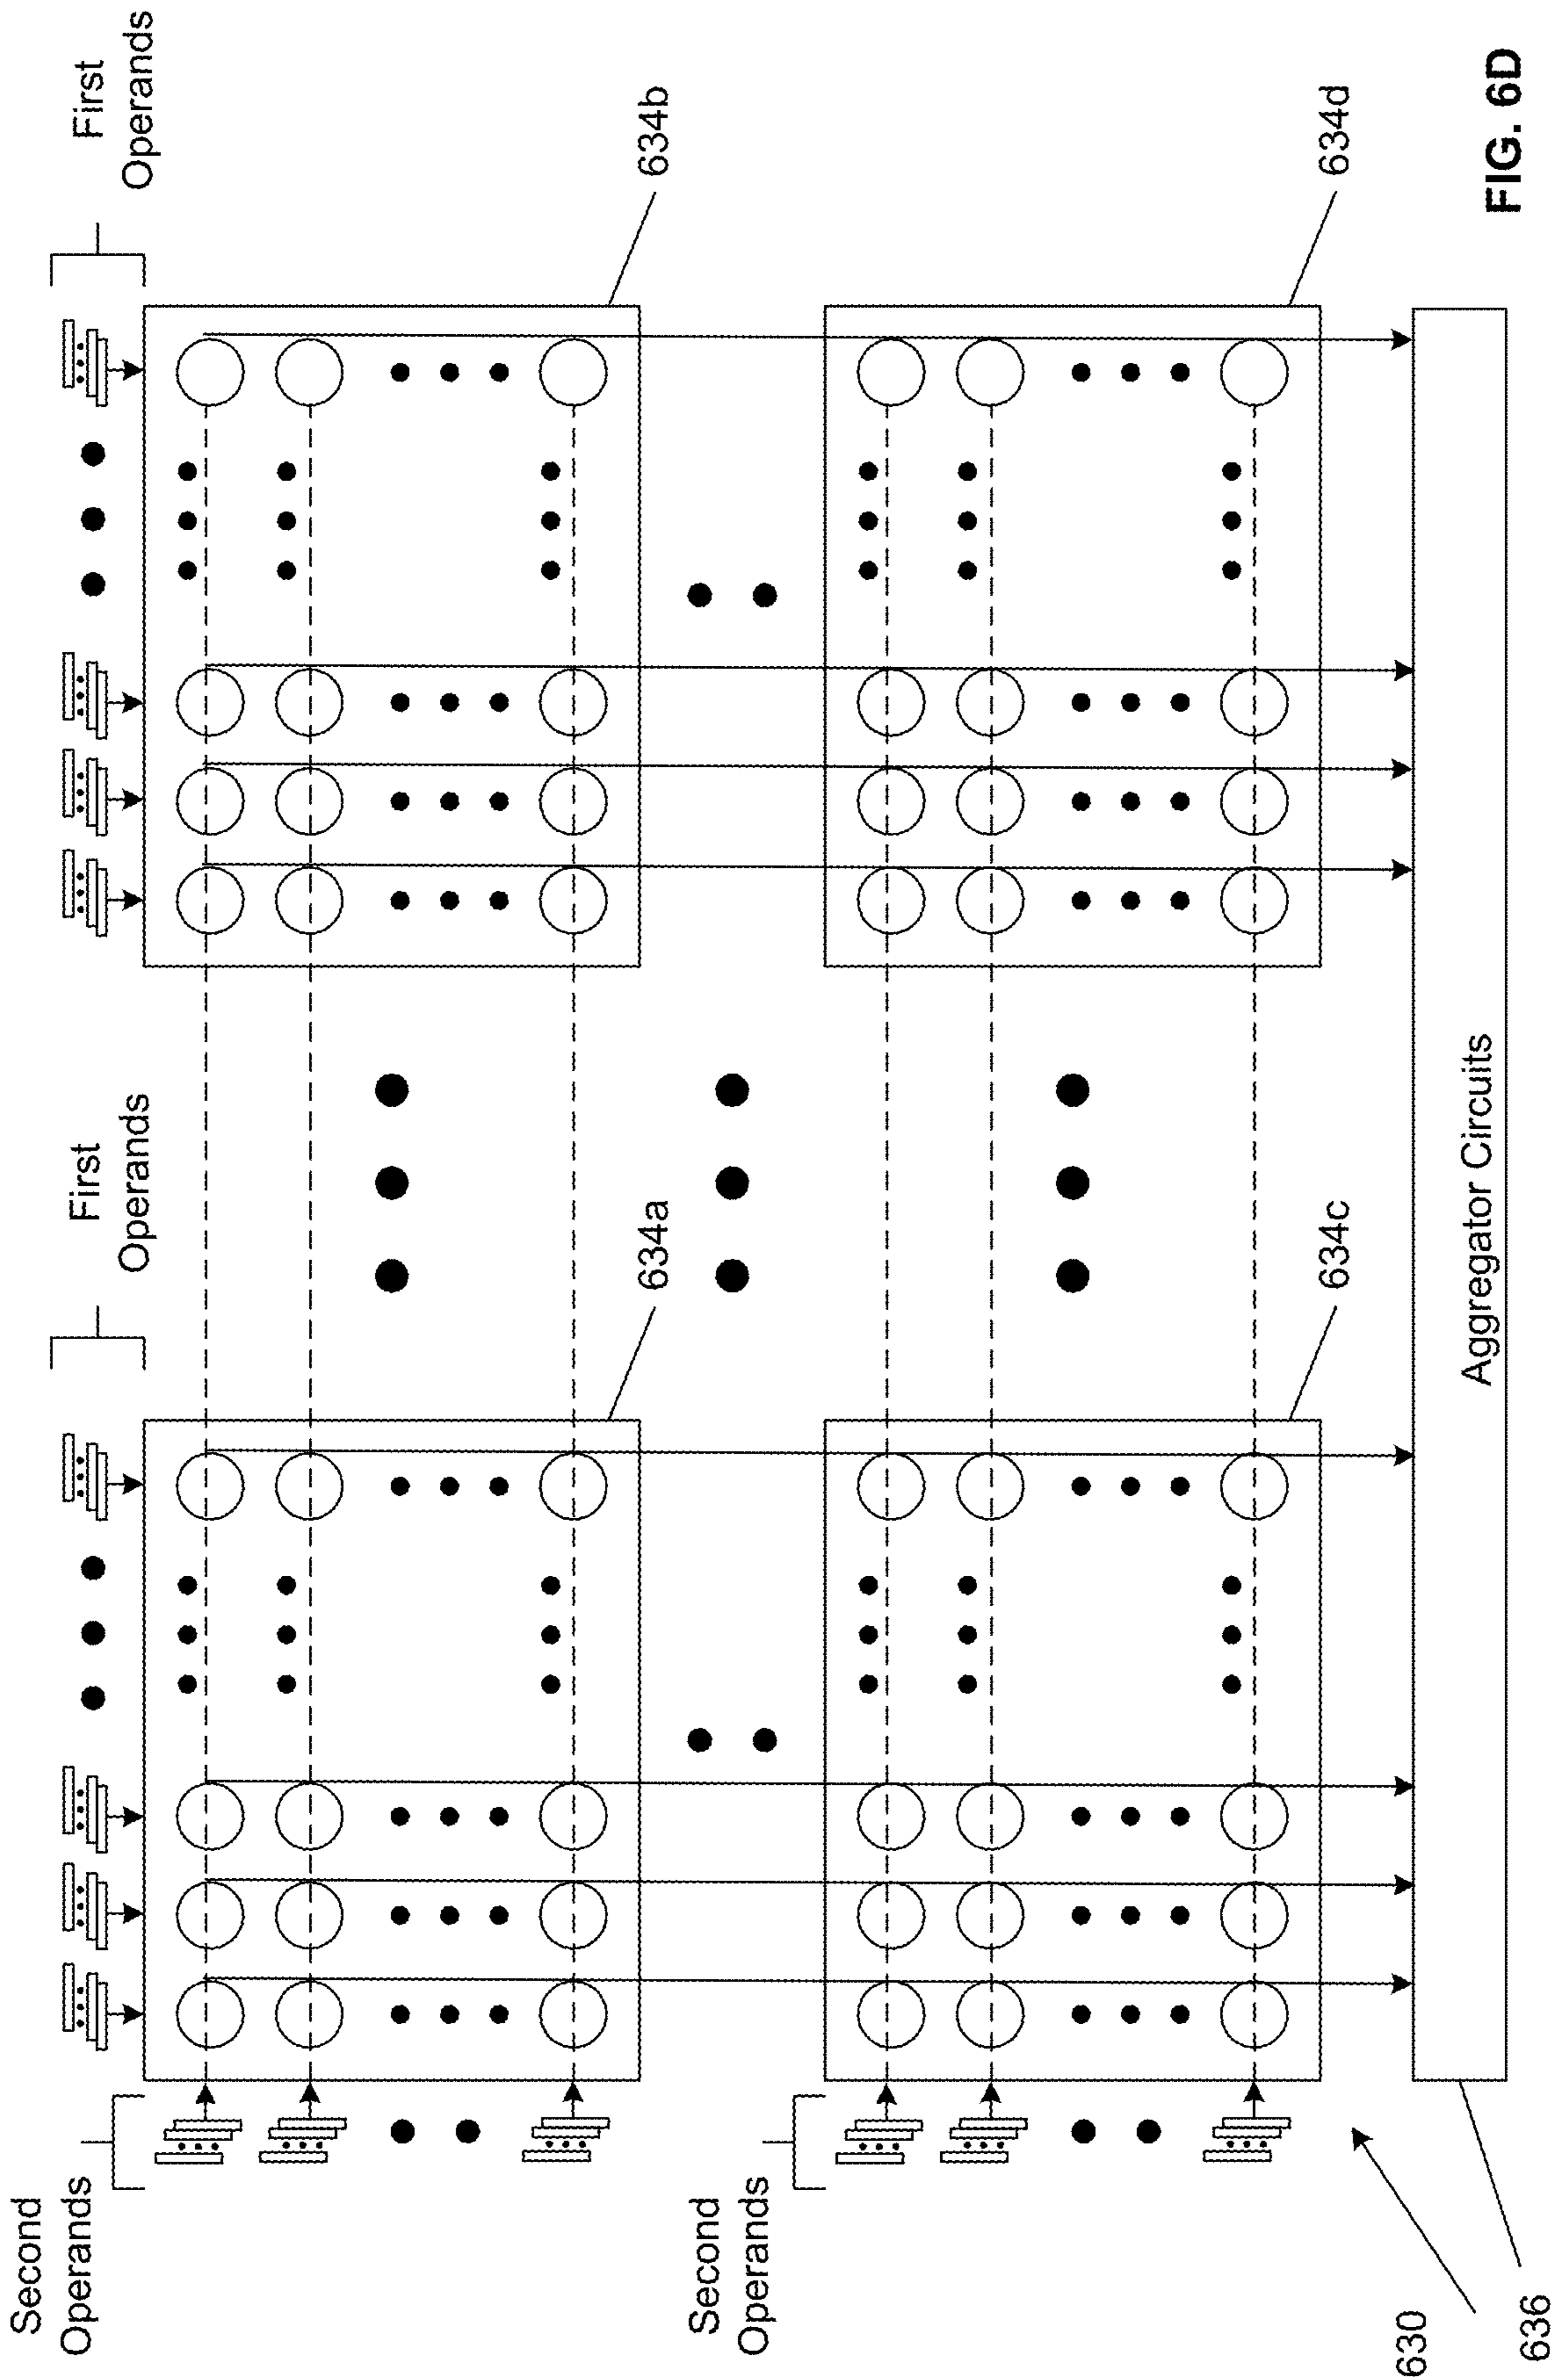 Second
Operands
First
Operands
First
Operands
634a
634b
Second
Operands
634c
634d
630
Aggregator Circuits
636
FIG. 6D